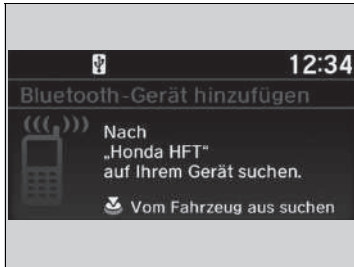 12:34
Bluetooth-Gerät hinzufügen
Nach
„Honda HFT“
auf Ihrem Gerät suchen.
Vom Fahrzeug aus suchen